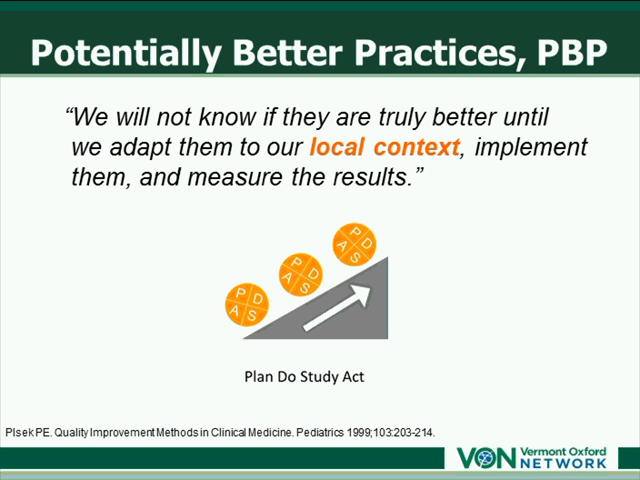 Potentially Better Practices, PBP
“We will not know if they are truly better until
we adapt them to our local context, implement
them, and measure the results.”
P D
A S
P D
A S
P D
A S
Plan Do Study Act
Plsek PE. Quality Improvement Methods in Clinical Medicine. Pediatrics 1999;103:203-214.
VON Vermont Oxford
NETWORK